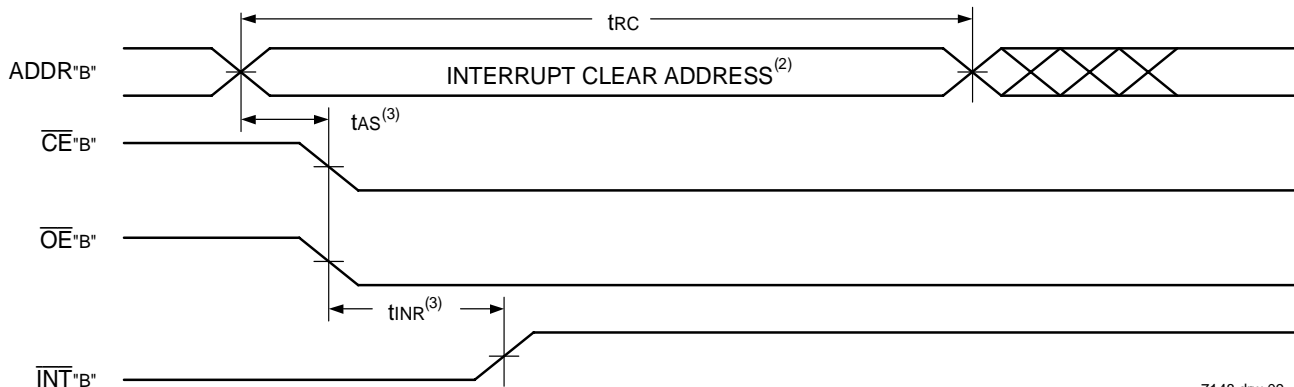 tRC
ADDR"B"
INTERRUPT CLEAR ADDRESS(2)
tAS(3)
CE"B"
OE"B"
tINR(3)
INT"B"